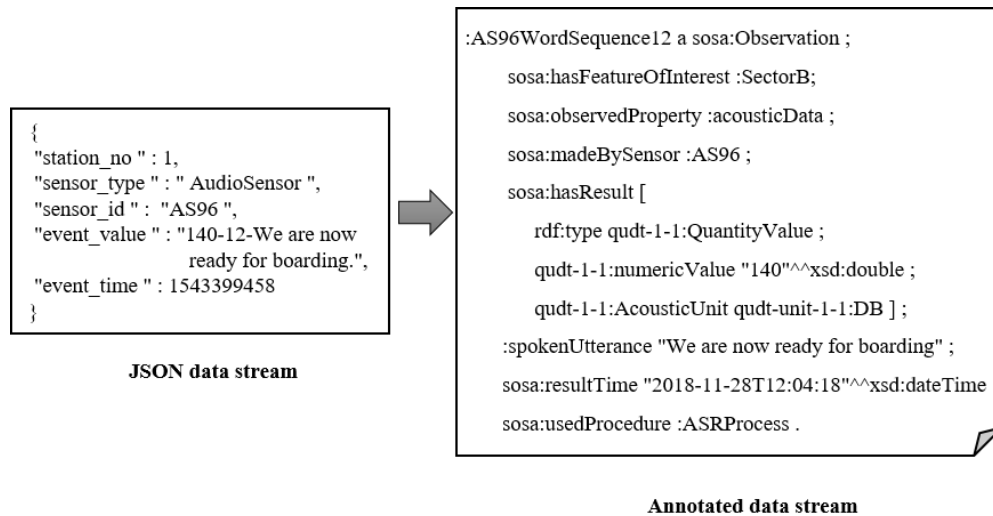 {
"station_no " : 1,
"sensor_type " : " AudioSensor ",
"sensor_id " : "AS96 ",
"event_value " : "140-12-We are now
ready for boarding.",
"event_time " : 1543399458
}
JSON data stream
:AS96WordSequence12 a sosa:Observation ;
sosa:hasFeatureOfInterest :SectorB;
sosa:observedProperty :acousticData ;
sosa:madeBySensor :AS96 ;
sosa:hasResult [
rdf:type qudt-1-1:QuantityValue ;
qudt-1-1:numericValue "140"^^xsd:double ;
qudt-1-1:AcousticUnit qudt-unit-1-1:DB ] ;
:spokenUtterance "We are now ready for boarding" ;
sosa:resultTime "2018-11-28T12:04:18"^^xsd:dateTime
sosa:usedProcedure :ASRProcess .
Annotated data stream